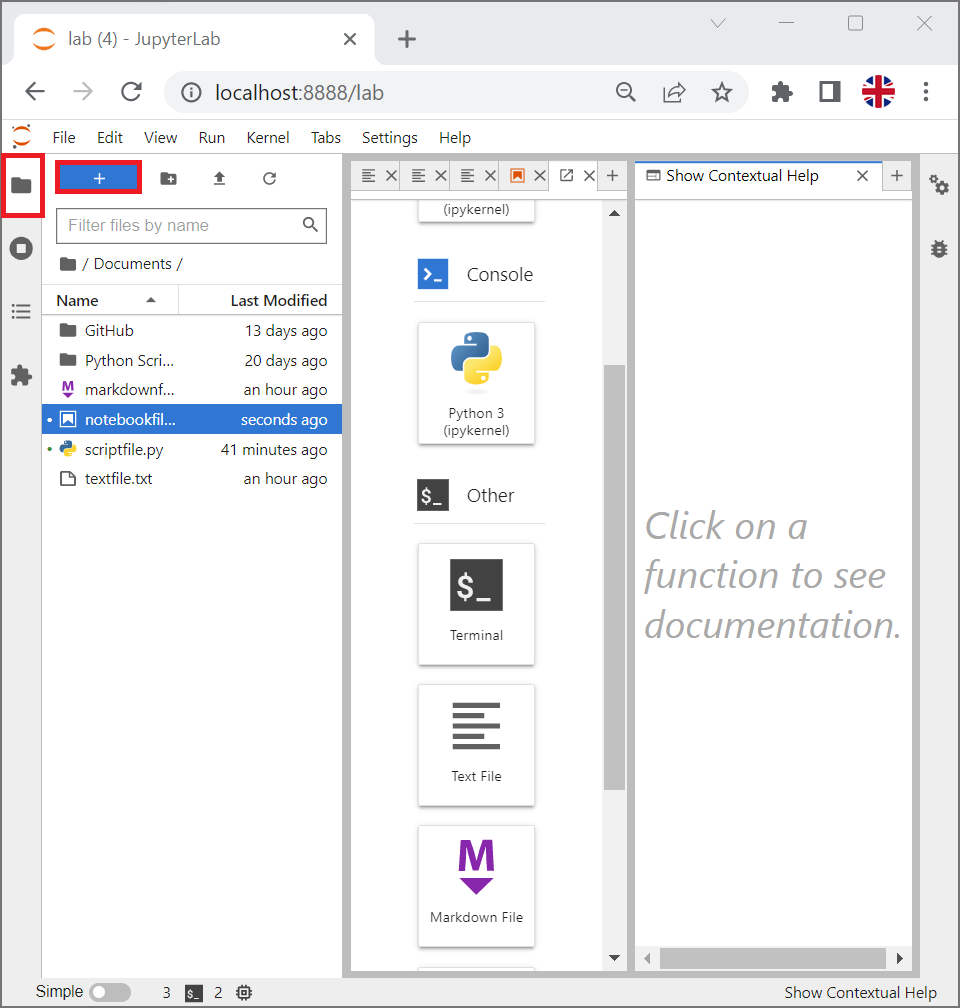 lab (4) - JupyterLab
localhost:8888/lab
File Edit View Run Kernel Tabs Settings Help
Filter files by name
/ Documents /
Name Last Modified
GitHub 13 days ago
Python Scri... 20 days ago
markdownf... an hour ago
notebookfil... seconds ago
scriptfile.py 41 minutes ago
textfile.txt an hour ago
(ipykernel)
Console
Python 3
(ipykernel)
$_ Other
$_
Terminal
Text File
M
Markdown File
Show Contextual Help
Click on a
function to see
documentation.
Simple 3 $_ 2 Show Contextual Help